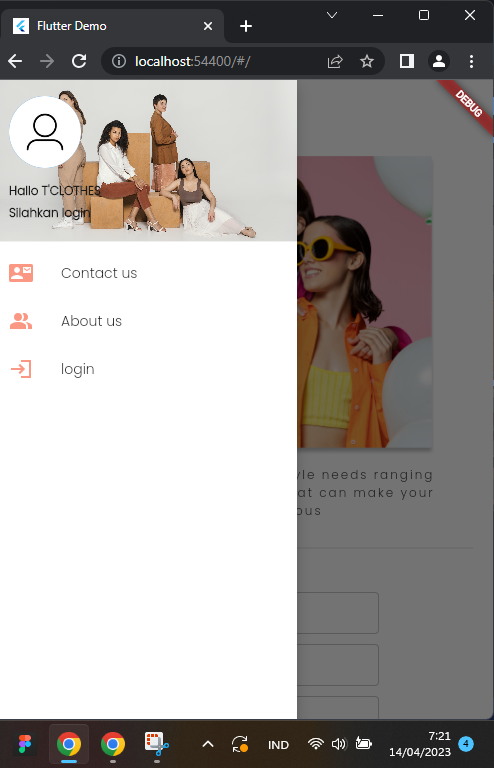 Flutter Demo
localhost:54400/#/
DEBUG
Hallo T'CLOTHES
Silahkan login
Contact us
About us
login
yle needs ranging
at can make your
ous
IND
7:21
14/04/2023
4